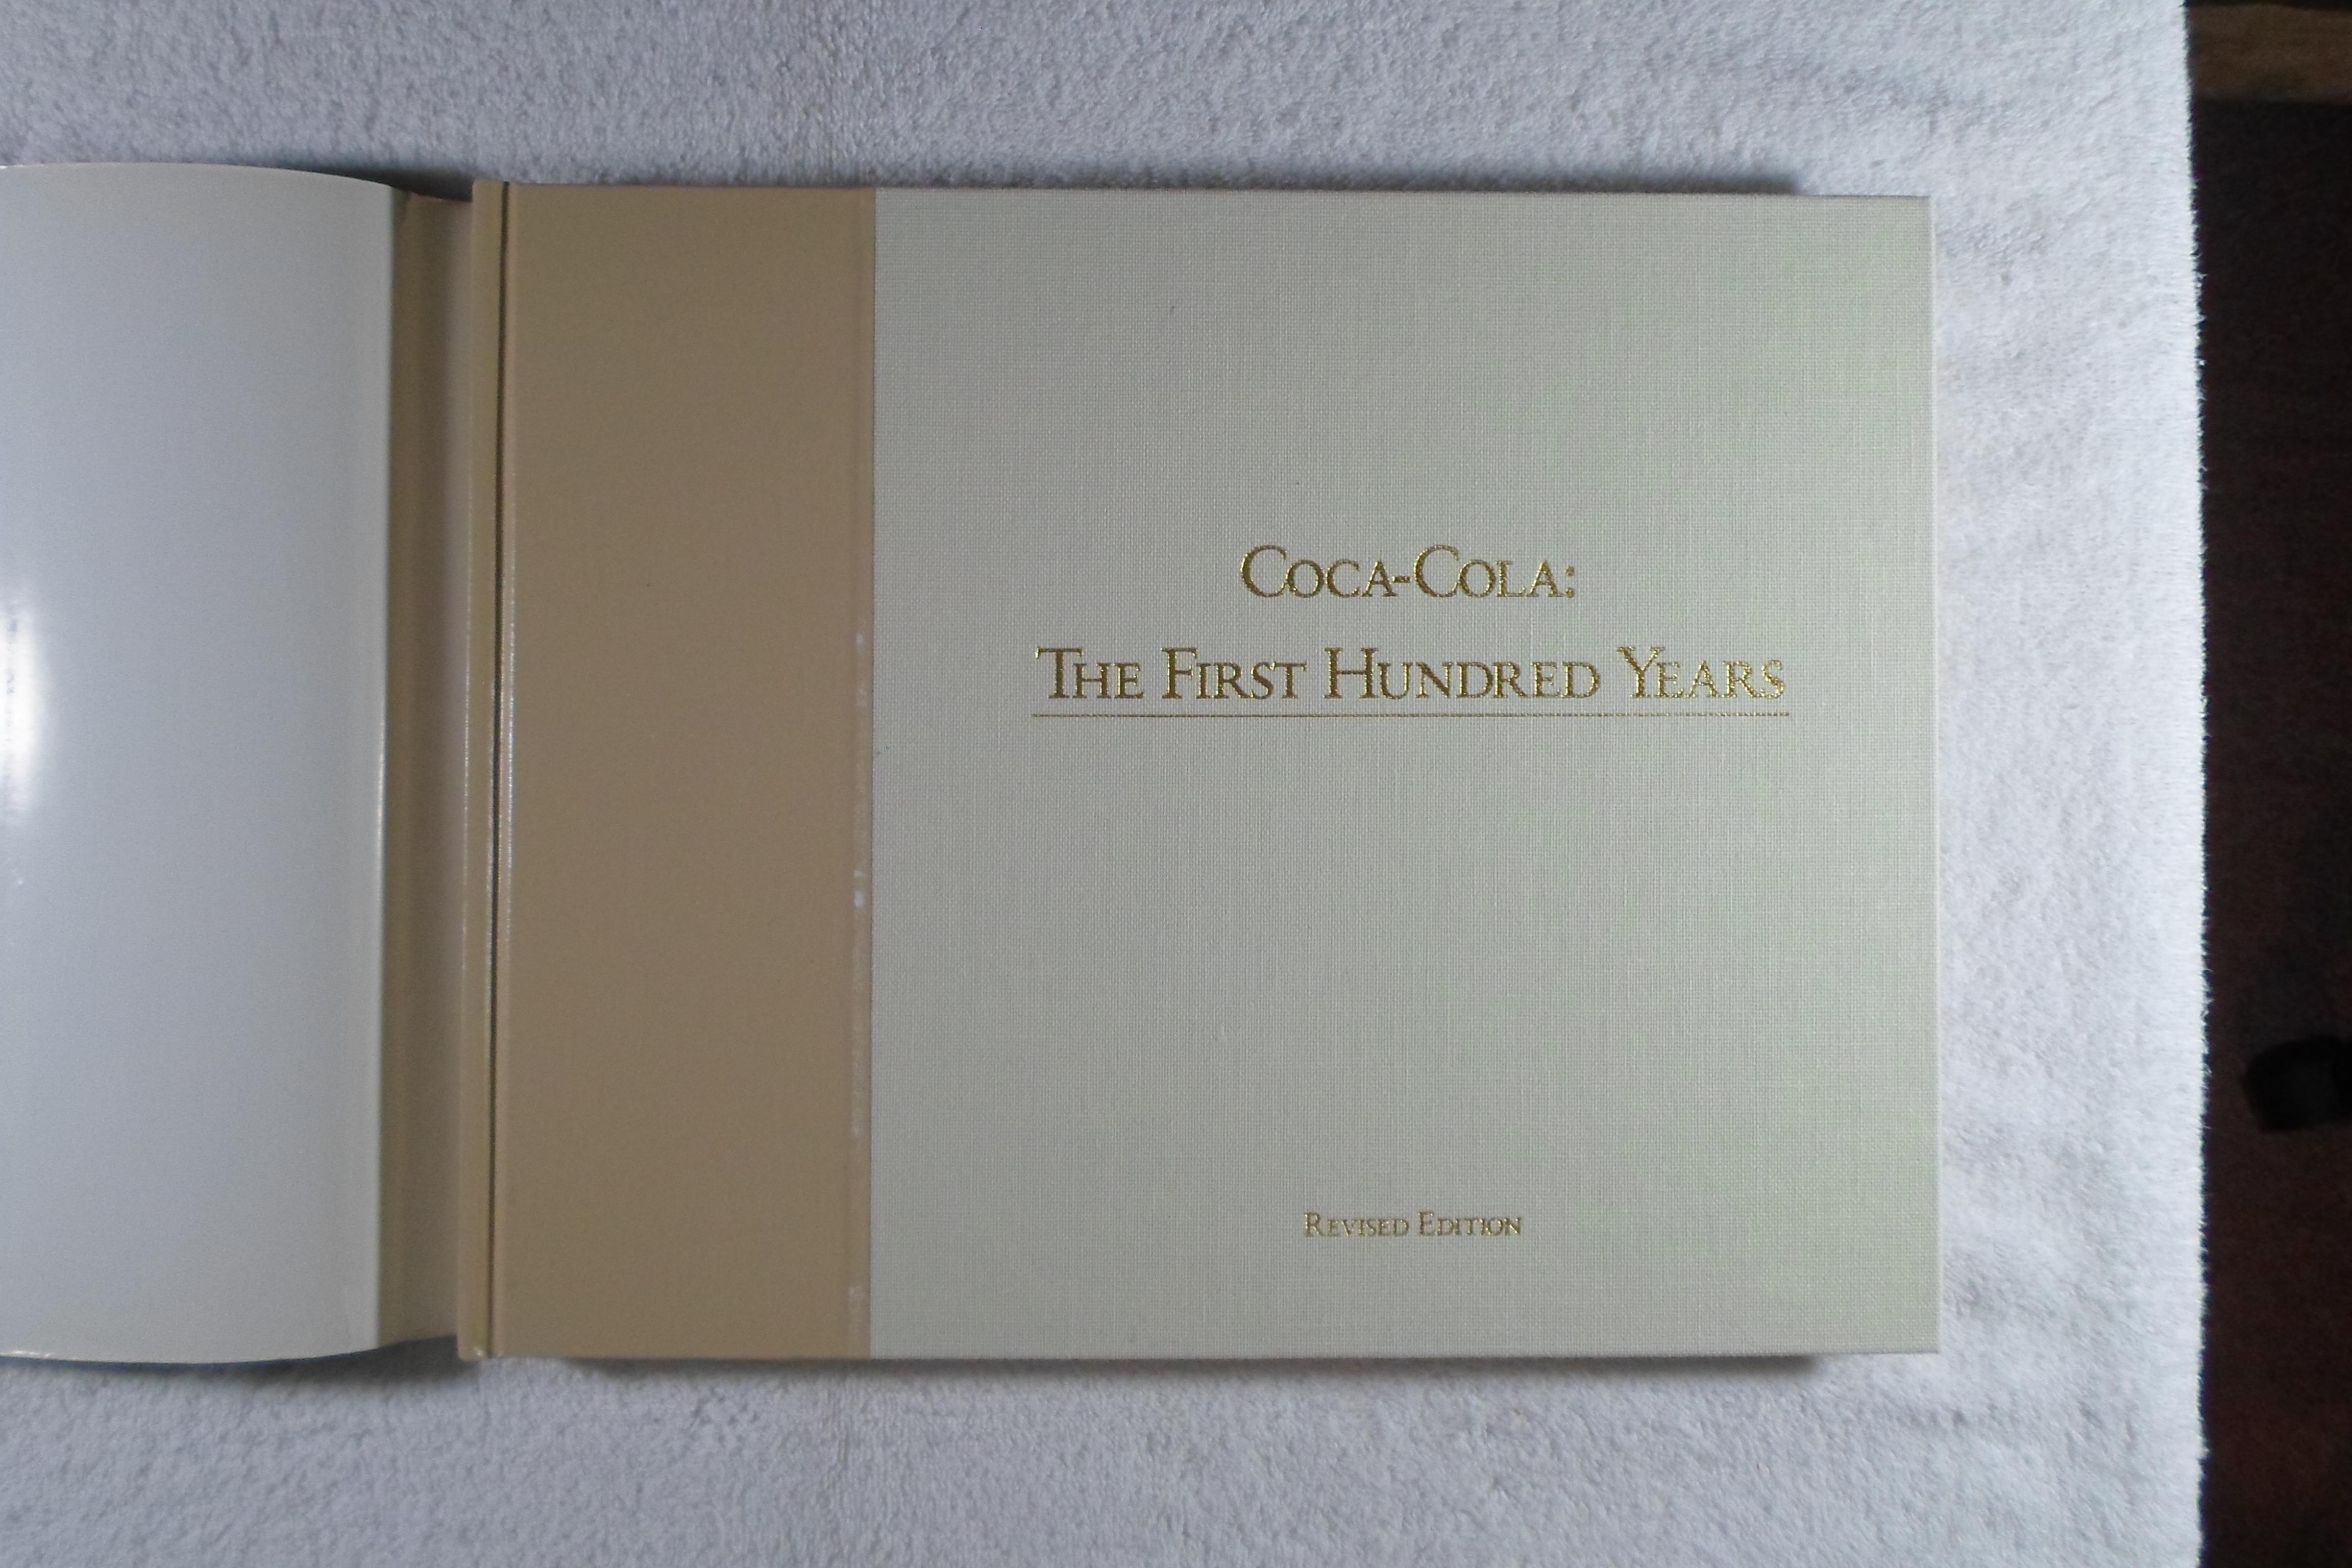 COCA-COLA:
THE FIRST HUNDRED YEARS
REVISED EDITION